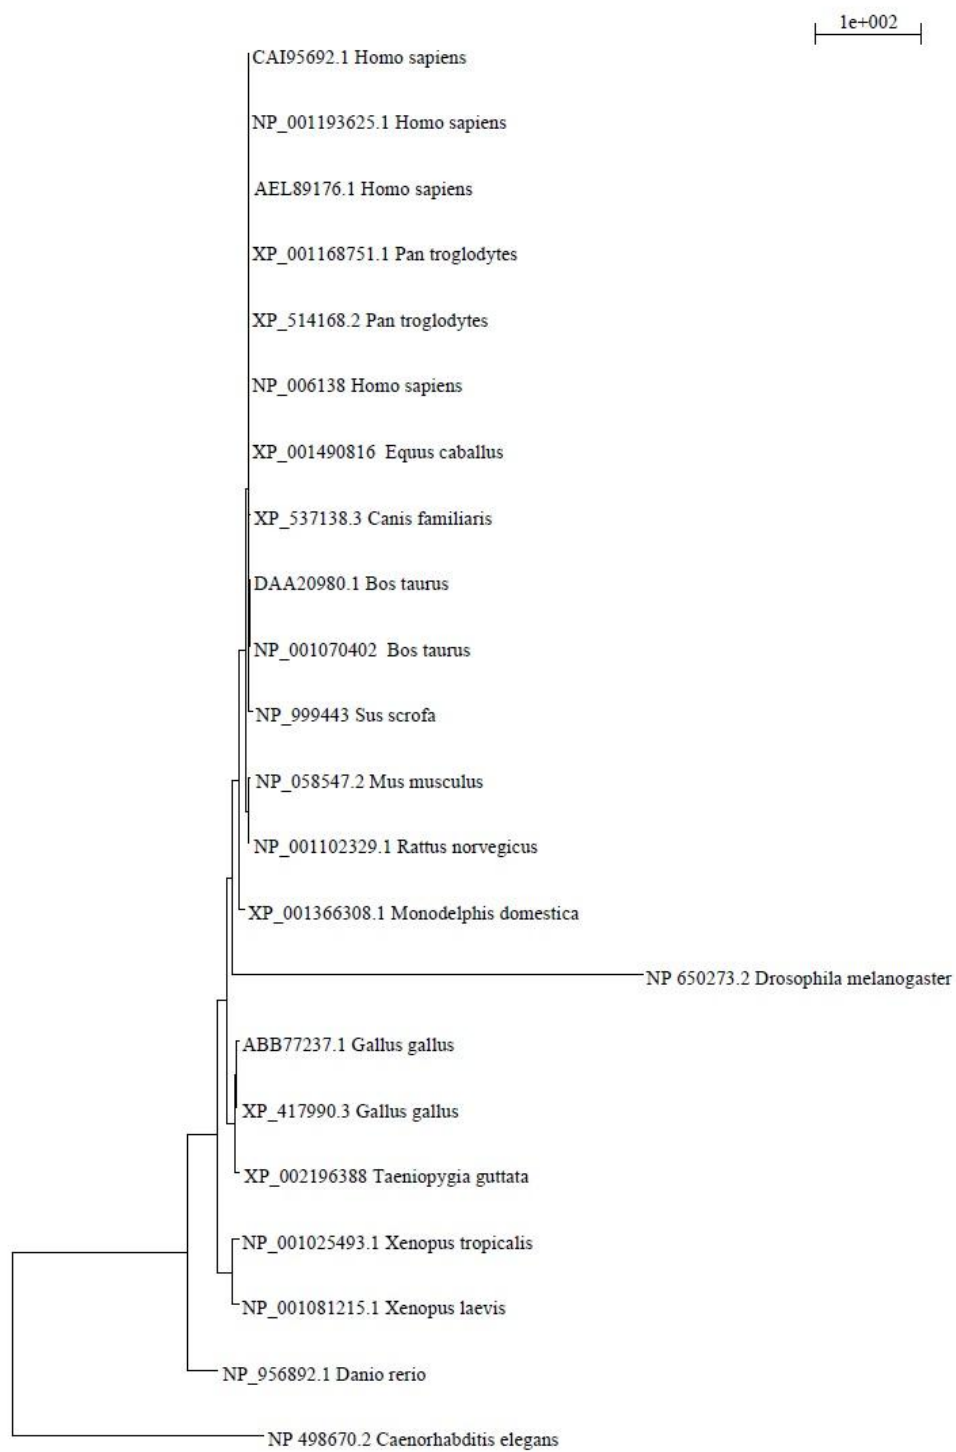 1e+002
CAI95692.1 Homo sapiens
NP_001193625.1 Homo sapiens
AEL89176.1 Homo sapiens
XP_001168751.1 Pan troglodytes
XP_514168.2 Pan troglodytes
NP_006138 Homo sapiens
XP_001490816 Equus caballus
XP_537138.3 Canis familiaris
DAA20980.1 Bos taurus
NP_001070402 Bos taurus
NP_999443 Sus scrofa
NP_058547.2 Mus musculus
NP_001102329.1 Rattus norvegicus
XP_001366308.1 Monodelphis domestica
NP 650273.2 Drosophila melanogaster
ABB77237.1 Gallus gallus
XP_417990.3 Gallus gallus
XP_002196388 Taeniopygia guttata
NP_001025493.1 Xenopus tropicalis
NP_001081215.1 Xenopus laevis
NP_956892.1 Danio rerio
NP 498670.2 Caenorhabditis elegans